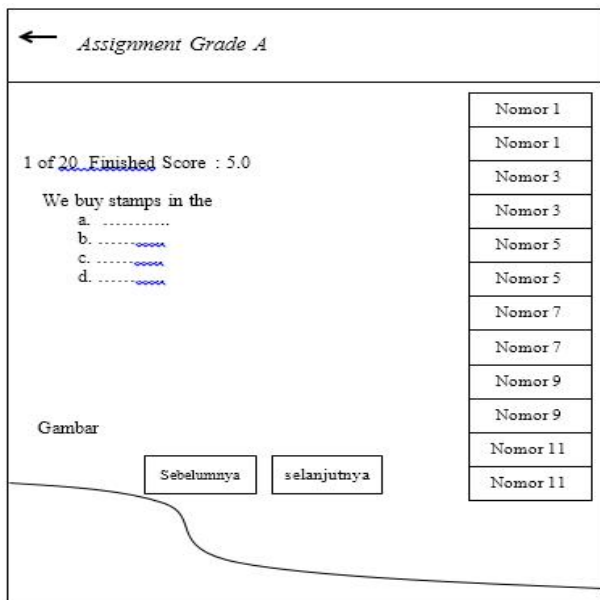 Assignment Grade A
1 of 20 Finished Score : 5.0
We buy stamps in the
a. ...........
b. ...........
c. ...........
d. ...........
Gambar
Sebelumnya
selanjutnya
Nomor 1
Nomor 1
Nomor 3
Nomor 3
Nomor 5
Nomor 5
Nomor 7
Nomor 7
Nomor 9
Nomor 9
Nomor 11
Nomor 11